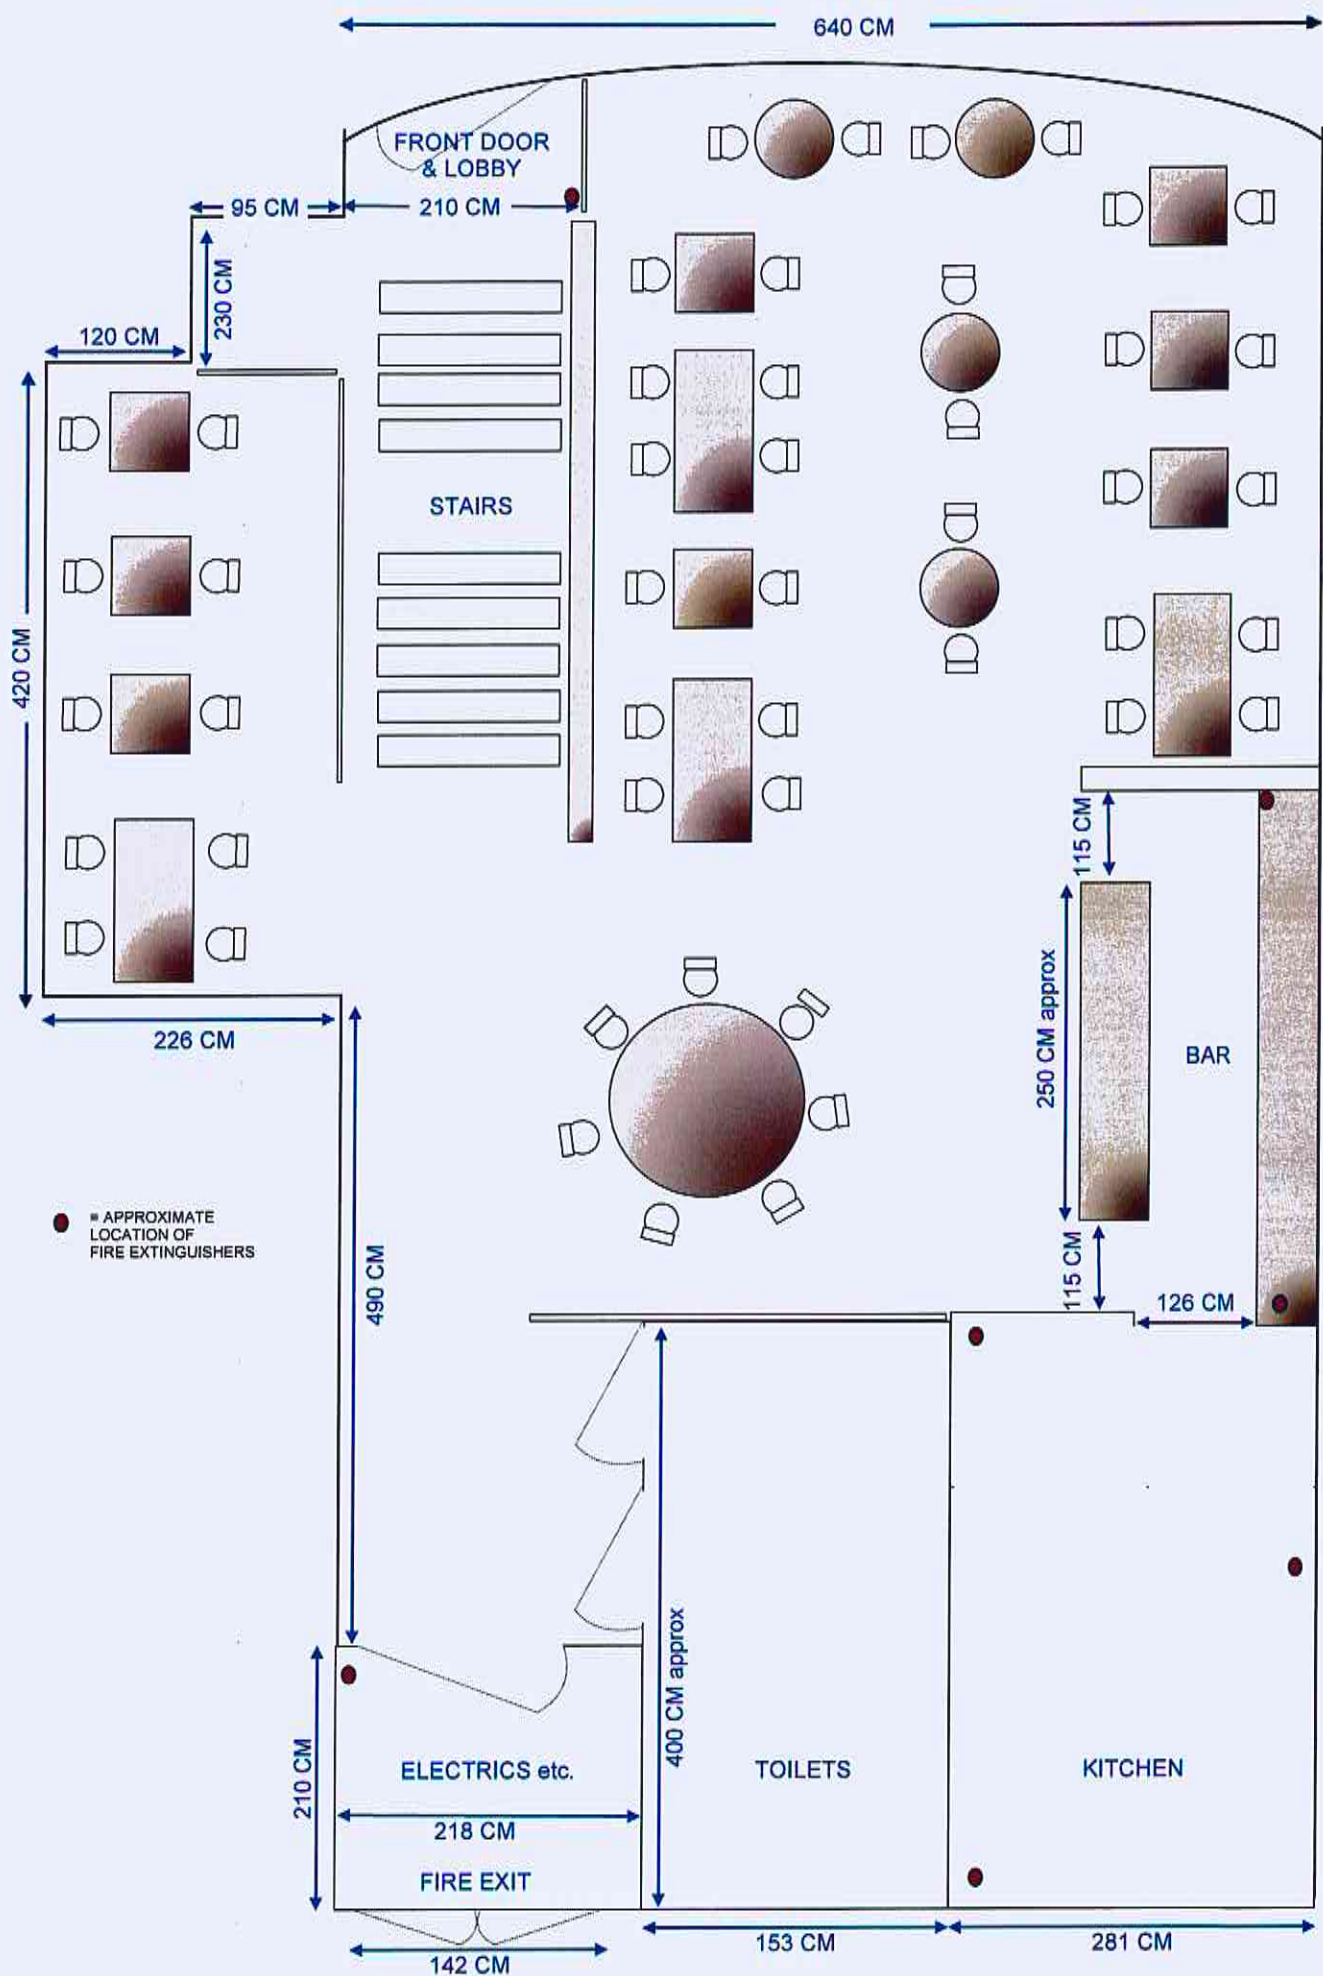 640 CM
FRONT DOOR
& LOBBY
95 CM
210 CM
230 CM
120 CM
STAIRS
420 CM
115 CM
226 CM
250 CM approx
BAR
= APPROXIMATE
LOCATION OF
FIRE EXTINGUISHERS
490 CM
115 CM
126 CM
400 CM approx
210 CM
ELECTRICS etc.
TOILETS
KITCHEN
218 CM
FIRE EXIT
153 CM
281 CM
142 CM